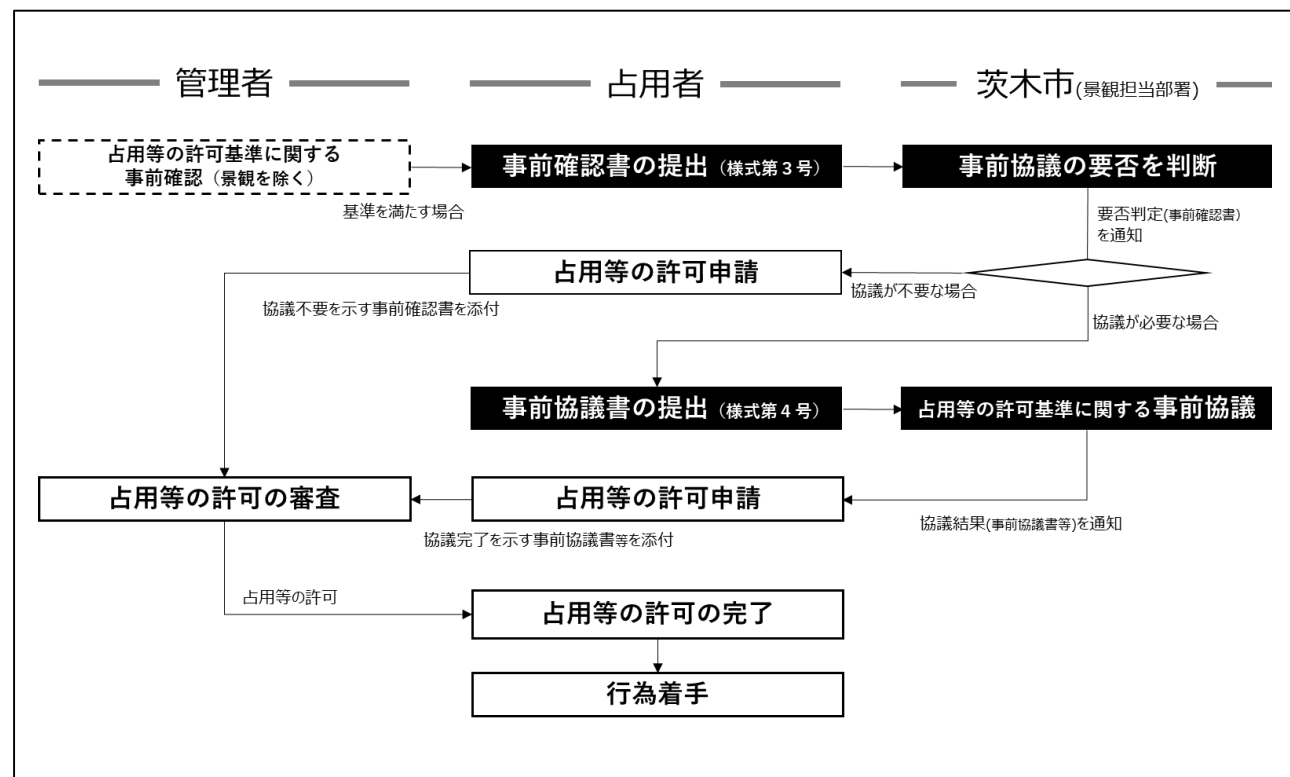 管理者
占用者
茨木市(景観担当部署)
占用等の許可基準に関する
事前確認（景観を除く）
事前確認書の提出（様式第３号）
事前協議の要否を判断
基準を満たす場合
要否判定(事前確認書)
を通知
占用等の許可申請
協議が不要な場合
協議不要を示す事前確認書を添付
協議が必要な場合
事前協議書の提出（様式第４号）
占用等の許可基準に関する事前協議
占用等の許可の審査
占用等の許可申請
協議結果(事前協議書等)を通知
協議完了を示す事前協議書等を添付
占用等の許可
占用等の許可の完了
行為着手